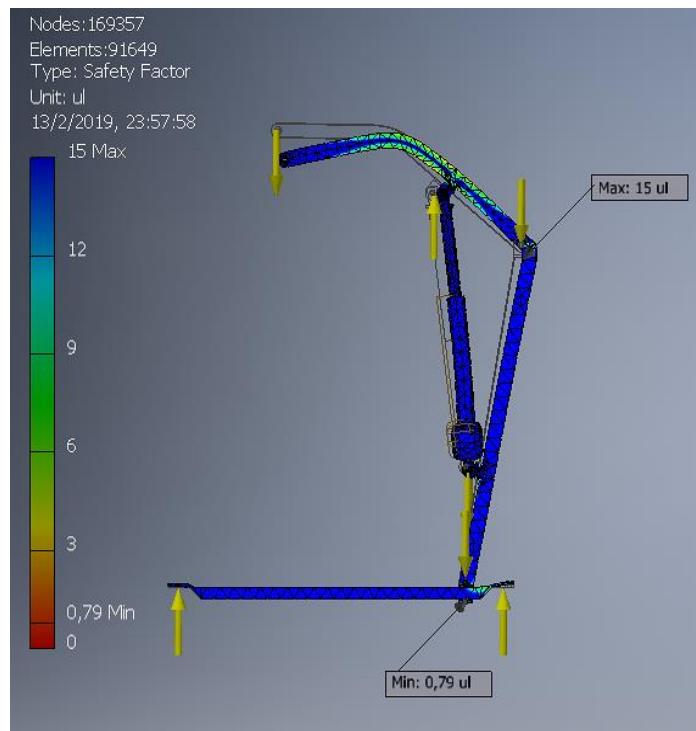 Nodes:169357
Elements:91649
Type: Safety Factor
Unit: ul
13/2/2019, 23:57:58
15 Max
12
9
6
3
0,79 Min
0
Max: 15 ul
Min: 0,79 ul